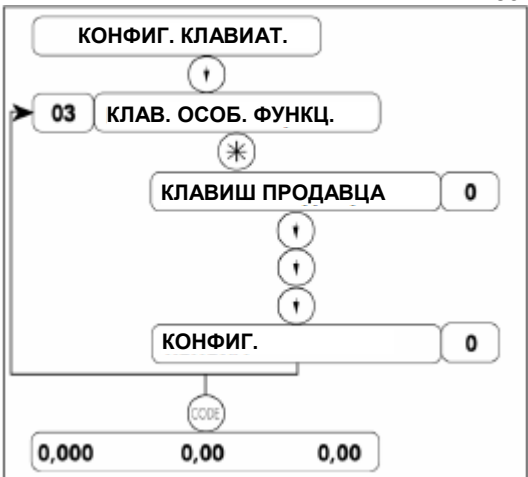 КОНФИГ. КЛАВИАТ.
03 КЛАВ. ОСОБ. ФУНКЦ.
КЛАВИШ ПРОДАВЦА 0
КОНФИГ. 0
CODE
0,000 0,00 0,00